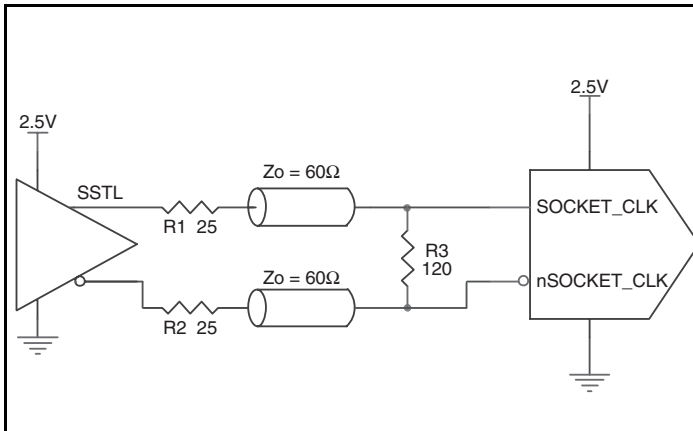 2.5V
2.5V
Zo = 60Ω
SSTL
SOCKET_CLK
R1 25
R3
120
Zo = 60Ω
nSOCKET_CLK
R2 25